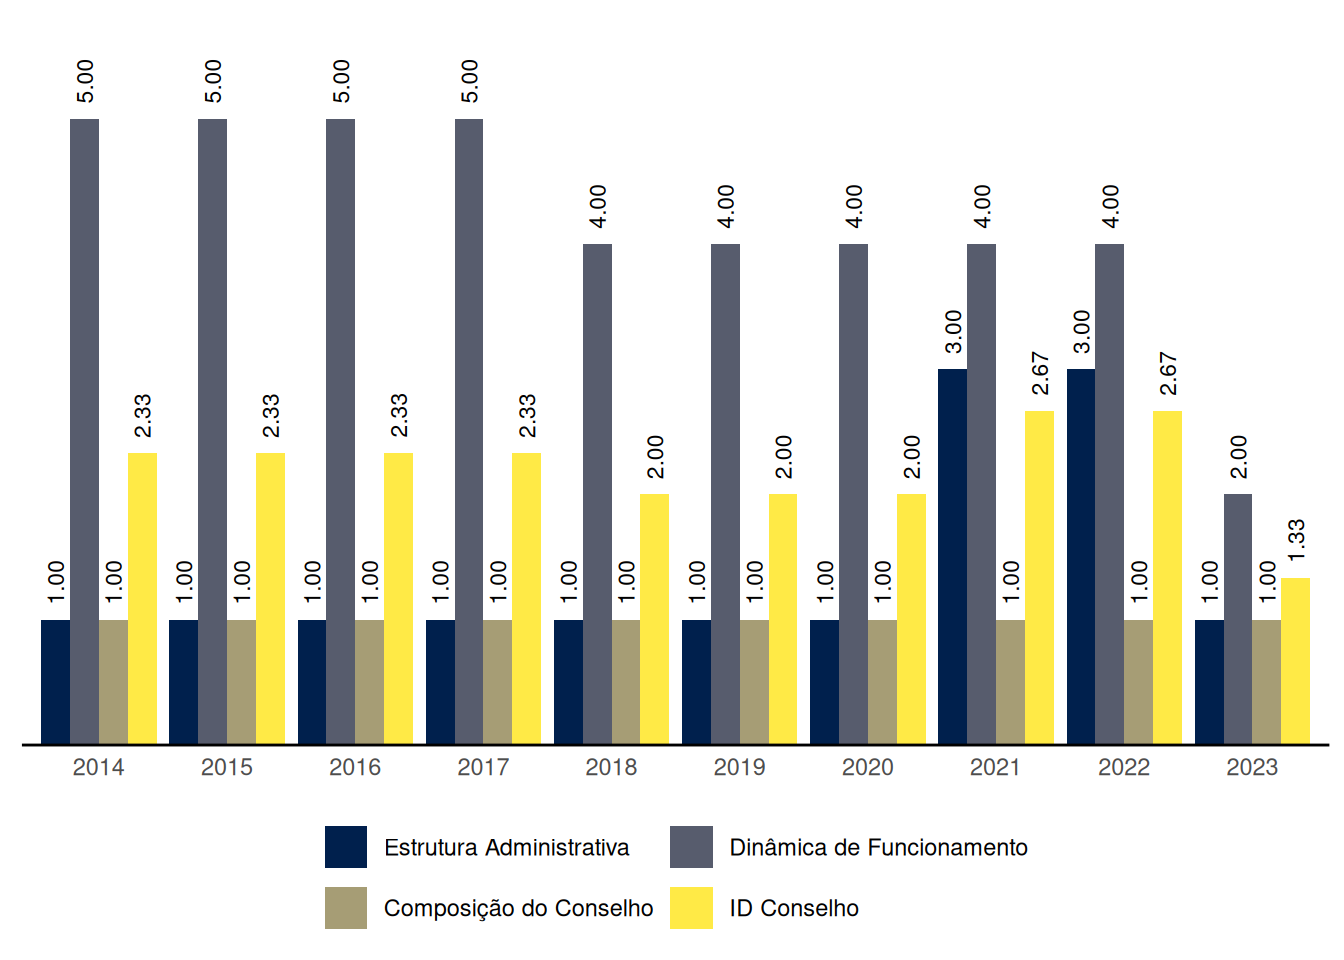 5.00 5.00 5.00 5.00
4.00 4.00 4.00 4.00 4.00
3.00 3.00
2.67 2.67
2.33 2.33 2.33 2.33
2.00 2.00 2.00 2.00
1.33
1.00 1.00 1.00 1.00 1.00 1.00 1.00 1.00 1.00 1.00 1.00 1.00 1.00 1.00 1.00 1.00 1.00 1.00
2014 2015 2016 2017 2018 2019 2020 2021 2022 2023
Estrutura Administrativa Dinâmica de Funcionamento
Composição do Conselho ID Conselho